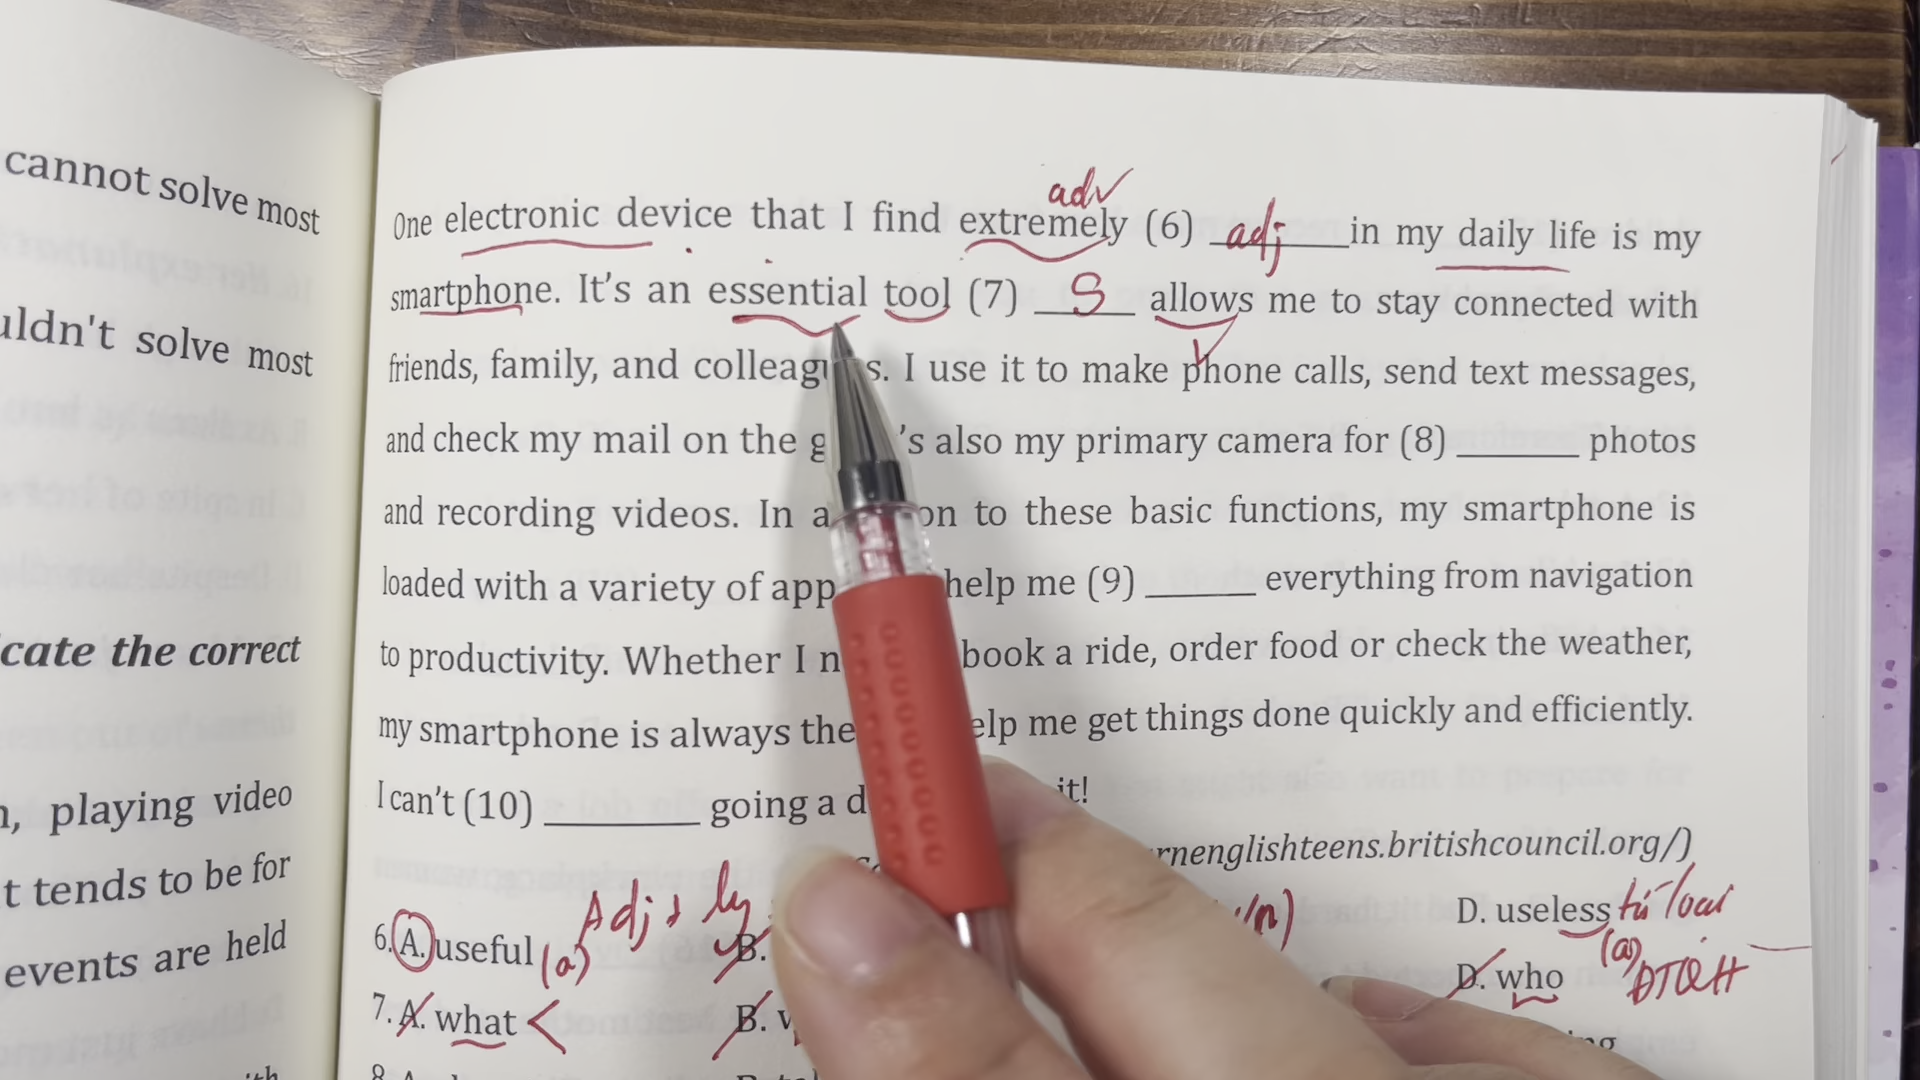 cannot solve most
uldn't solve most
cate the correct
n, playing video
t tends to be for
events are held
adv
One electronic device that I find extremely (6) adj in my daily life is my
smartphone. It's an essential tool (7) S allows me to stay connected with
V
friends, family, and colleag s. I use it to make phone calls, send text messages,
and check my mail on the g 's also my primary camera for (8) ______ photos
and recording videos. In a on to these basic functions, my smartphone is
loaded with a variety of app help me (9) ______ everything from navigation
to productivity. Whether I n book a ride, order food or check the weather,
my smartphone is always the elp me get things done quickly and efficiently.
I can't (10) ______ going a d it!
rnenglishteens.britishcouncil.org/)
Adj + ly
6. A. useful (a) B. /n) D. useless từ loại
(a) ĐTQH
7. A. what < B. D. who
8.